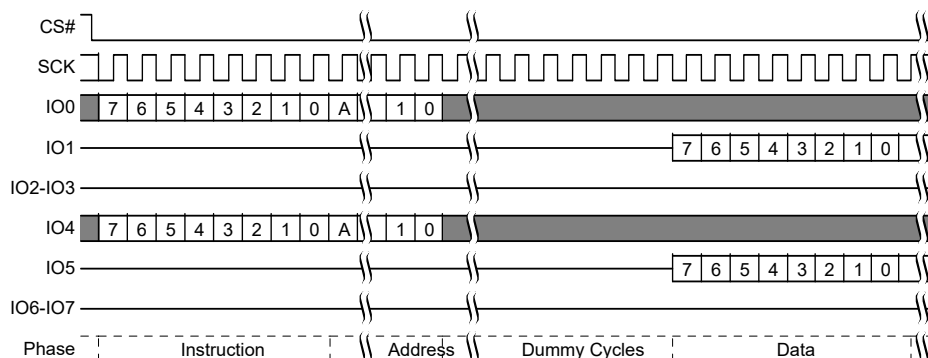 CS#
SCK
IO0 7 6 5 4 3 2 1 0 A 1 0
IO1 7 6 5 4 3 2 1 0
IO2-IO3
IO4 7 6 5 4 3 2 1 0 A 1 0
IO5 7 6 5 4 3 2 1 0
IO6-IO7
Phase Instruction Address Dummy Cycles Data